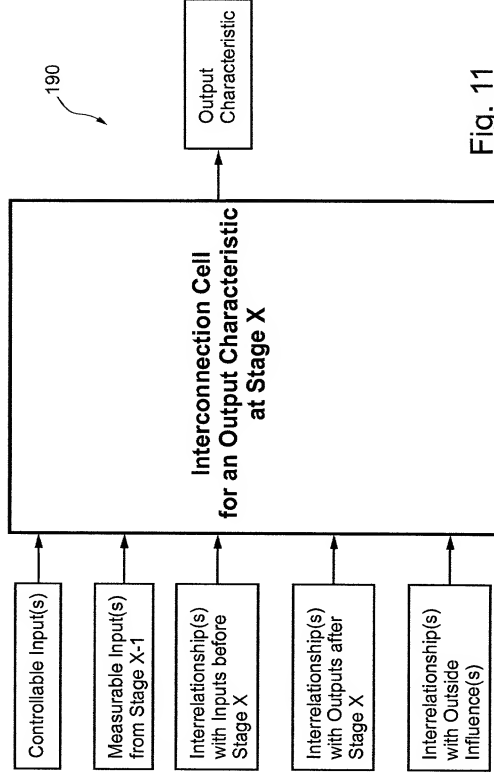 190
Controllable Input(s)
Measurable Input(s)
from Stage X-1
Interrelationship(s)
with Inputs before
Stage X
Interrelationship(s)
with Outputs after
Stage X
Interrelationship(s)
with Outside
Influence(s)
Interconnection Cell
for an Output Characteristic
at Stage X
Output
Characteristic
Fig. 11